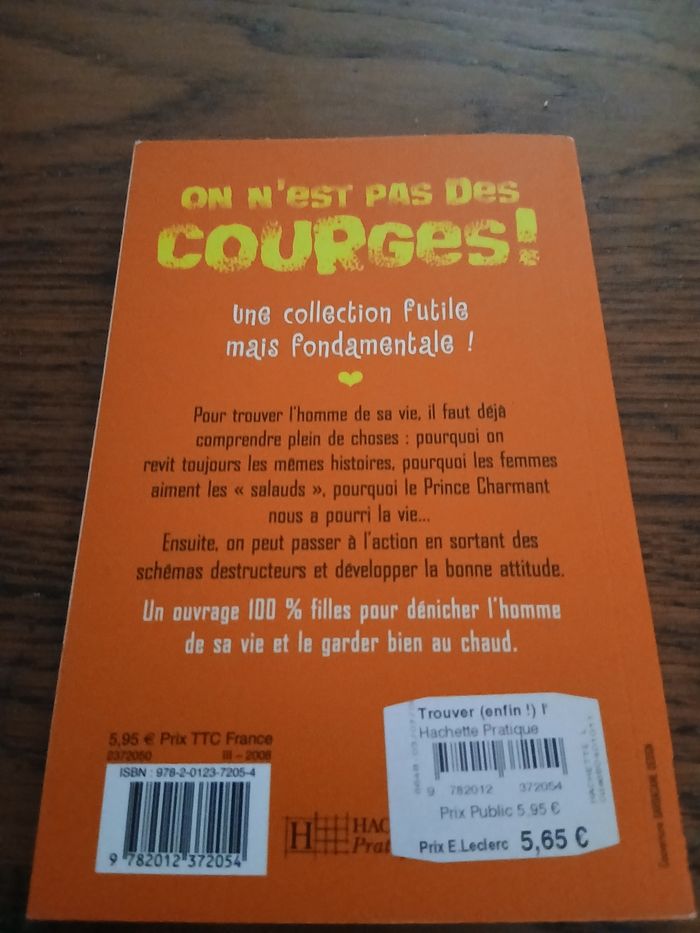 on n'est pas des
courges!
une collection futile
mais fondamentale !
Pour trouver l'homme de sa vie, il faut déjà
comprendre plein de choses : pourquoi on
revit toujours les mêmes histoires, pourquoi les femmes
aiment les « salauds », pourquoi le Prince Charmant
nous a pourri la vie...
Ensuite, on peut passer à l'action en sortant des
schémas destructeurs et développer la bonne attitude.
Un ouvrage 100 % filles pour dénicher l'homme
de sa vie et le garder bien au chaud.
5,95 € Prix TTC France
2372050 III – 2008
ISBN : 978-2-0123-7205-4
9 782012 372054
H HAC
Prat
Trouver (enfin !) l'
Hachette Pratique
9 782012 372054
Prix Public 5.95 €
Prix E.Leclerc 5,65 €